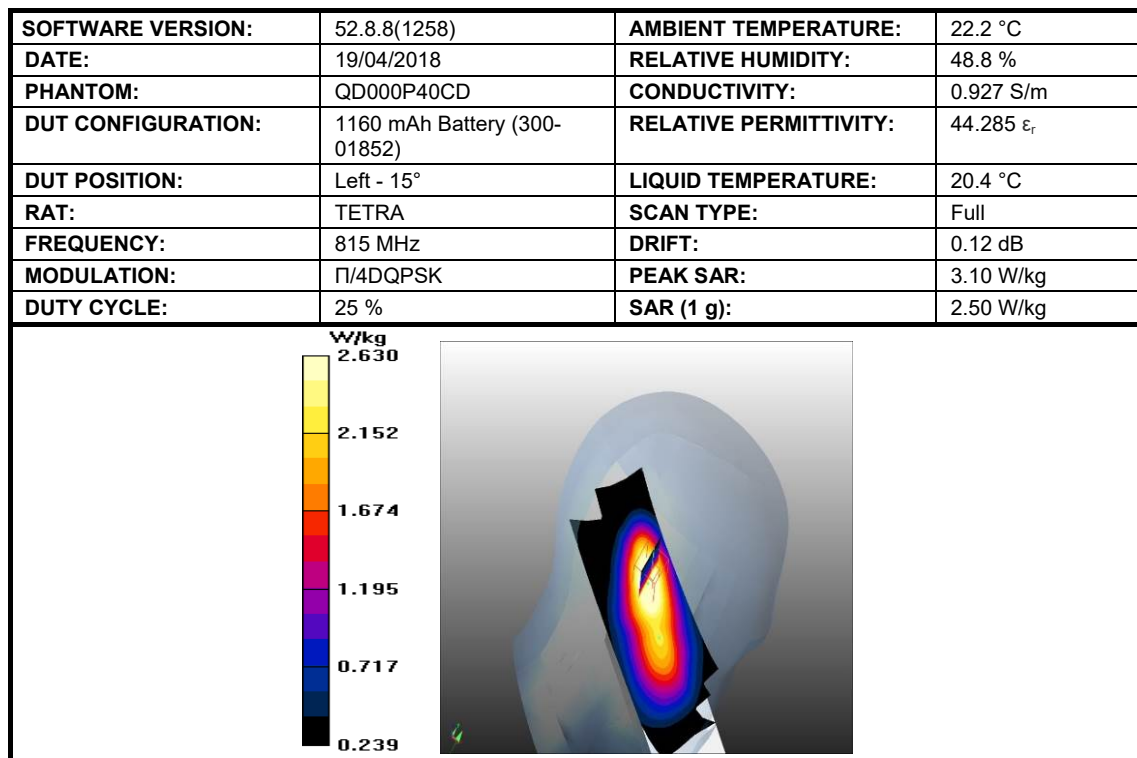 SOFTWARE VERSION: 52.8.8(1258) AMBIENT TEMPERATURE: 22.2 °C
DATE: 19/04/2018 RELATIVE HUMIDITY: 48.8 %
PHANTOM: QD000P40CD CONDUCTIVITY: 0.927 S/m
DUT CONFIGURATION: 1160 mAh Battery (300- RELATIVE PERMITTIVITY: 44.285 εr
01852)
DUT POSITION: Left - 15° LIQUID TEMPERATURE: 20.4 °C
RAT: TETRA SCAN TYPE: Full
FREQUENCY: 815 MHz DRIFT: 0.12 dB
MODULATION: Π/4DQPSK PEAK SAR: 3.10 W/kg
DUTY CYCLE: 25 % SAR (1 g): 2.50 W/kg
W/kg
2.630
2.152
1.674
1.195
0.717
0.239